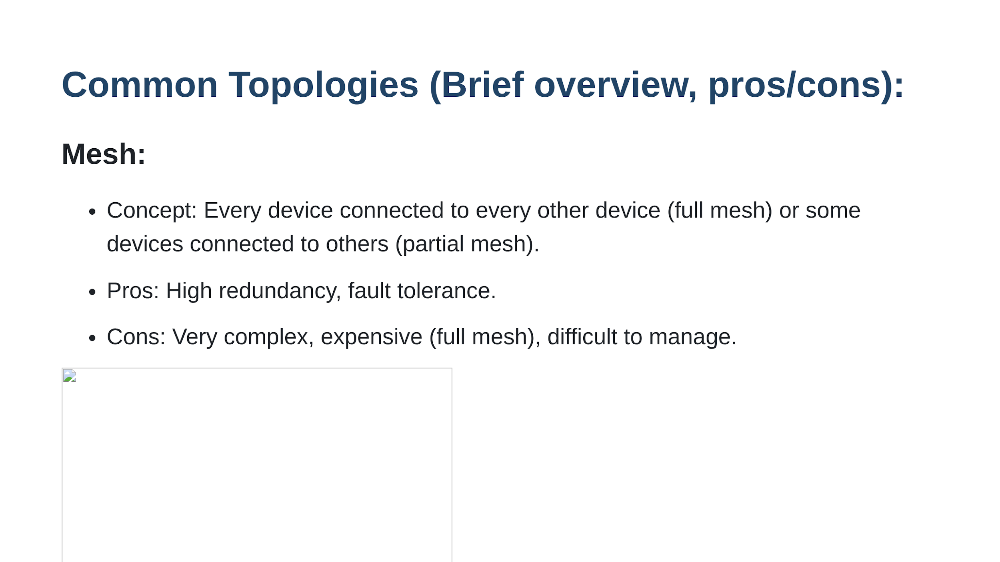 Common Topologies (Brief overview, pros/cons):
Mesh:
• Concept: Every device connected to every other device (full mesh) or some
devices connected to others (partial mesh).
• Pros: High redundancy, fault tolerance.
• Cons: Very complex, expensive (full mesh), difficult to manage.